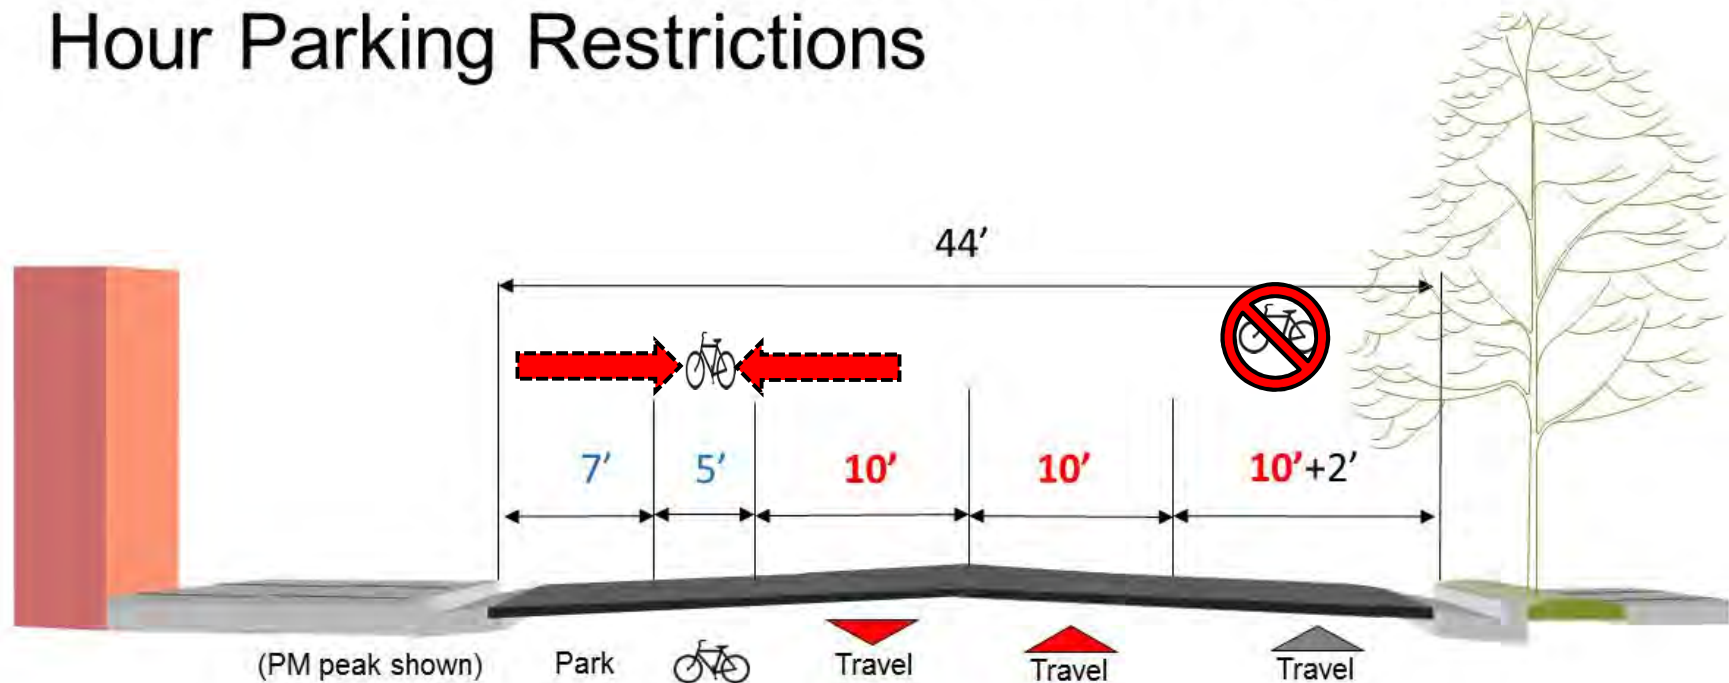 Hour Parking Restrictions
44’
7’ 5’ 10’ 10’ 10’+2’
(PM peak shown) Park Travel Travel Travel